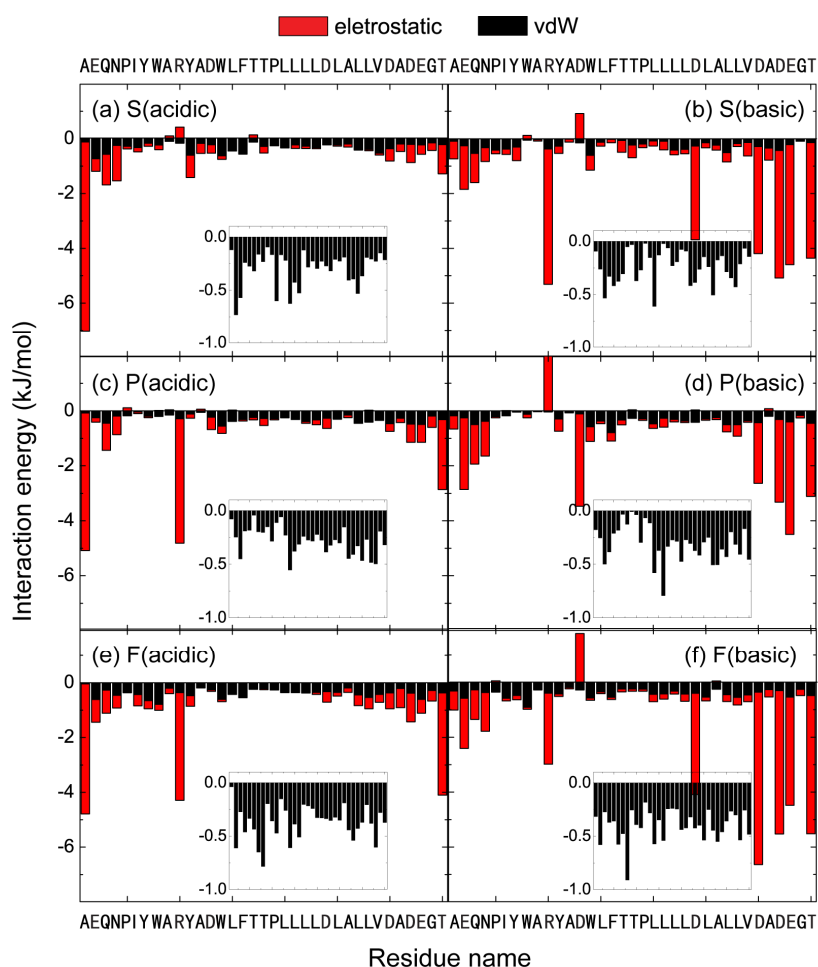 eletrostatic vdW
AEQNPIYWARYADWLFTTPLLLLDLALLVDADEGT AEQNPIYWARYADWLFTTPLLLLDLALLVDADEGT
(a) S(acidic)
0
-2
-4
-6
0.0
-0.5
-1.0
(b) S(basic)
0.0
-0.5
-1.0
(c) P(acidic)
0
-2
-4
-6
0.0
-0.5
-1.0
(d) P(basic)
0.0
-0.5
-1.0
(e) F(acidic)
0
-2
-4
-6
0.0
-0.5
-1.0
(f) F(basic)
0.0
-0.5
-1.0
Interaction energy (kJ/mol)
AEQNPIYWARYADWLFTTPLLLLDLALLVDADEGT AEQNPIYWARYADWLFTTPLLLLDLALLVDADEGT
Residue name